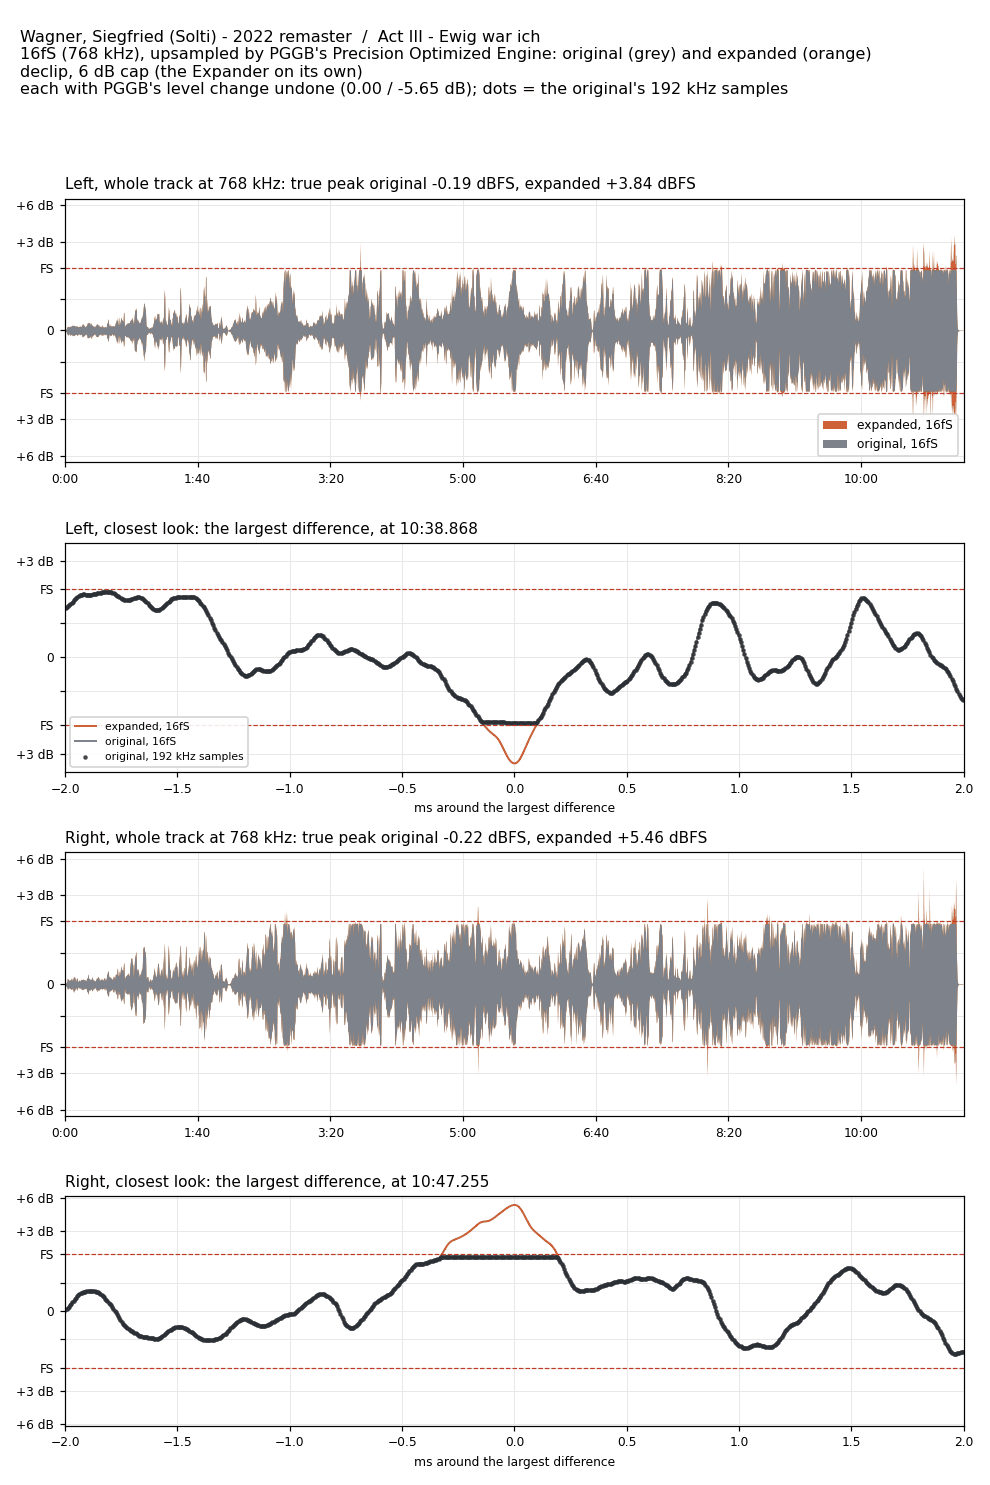 Wagner, Siegfried (Solti) - 2022 remaster  /  Act III - Ewig war ich
16fS (768 kHz), upsampled by PGGB's Precision Optimized Engine: original (grey) and expanded (orange)
declip, 6 dB cap (the Expander on its own)
each with PGGB's level change undone (0.00 / -5.65 dB); dots = the original's 192 kHz samples
Left, whole track at 768 kHz: true peak original -0.19 dBFS, expanded +3.84 dBFS
+6 dB
+3 dB
FS
0
FS
+3 dB
+6 dB
expanded, 16fS
original, 16fS
0:00 1:40 3:20 5:00 6:40 8:20 10:00
Left, closest look: the largest difference, at 10:38.868
+3 dB
FS
0
FS
+3 dB
expanded, 16fS
original, 16fS
original, 192 kHz samples
−2.0 −1.5 −1.0 −0.5 0.0 0.5 1.0 1.5 2.0
ms around the largest difference
Right, whole track at 768 kHz: true peak original -0.22 dBFS, expanded +5.46 dBFS
+6 dB
+3 dB
FS
0
FS
+3 dB
+6 dB
0:00 1:40 3:20 5:00 6:40 8:20 10:00
Right, closest look: the largest difference, at 10:47.255
+6 dB
+3 dB
FS
0
FS
+3 dB
+6 dB
−2.0 −1.5 −1.0 −0.5 0.0 0.5 1.0 1.5 2.0
ms around the largest difference